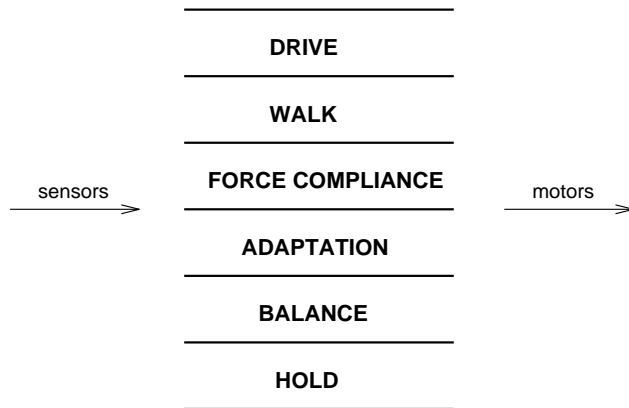 DRIVE
WALK
FORCE COMPLIANCE
sensors
motors
ADAPTATION
BALANCE
HOLD